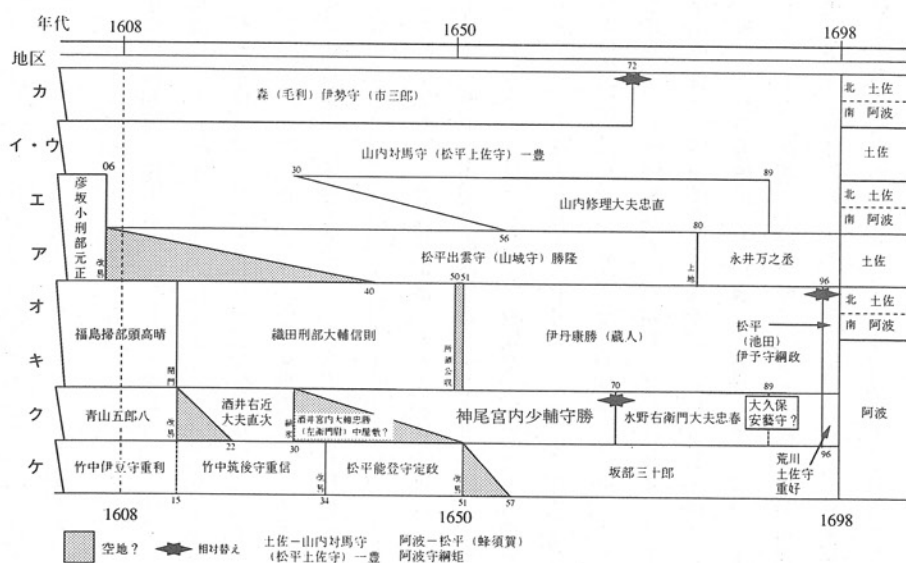 年代
1608
1650
1698
地区
カ
森（毛利）伊勢守（市三郎）
72
北 土佐
南 阿波
イ・ウ
山内対馬守（松平土佐守）一豊
土佐
エ
彦坂小刑部元正
改易
06
30
89
山内修理大夫忠直
北 土佐
南 阿波
56
ア
松平出雲守（山城守）勝隆
80
上地
永井万之丞
土佐
40
50
51
96
オ
福島掃部頭高晴
織田刑部大輔信則
伊丹康勝（蔵人）
松平
（池田）
伊予守綱政
北 土佐
南 阿波
キ
閉門
ク
青山五郎八
改易
酒井右近
大夫直次
22
30
酒井宮内大輔忠勝
（左衛門尉）中屋敷？
神尾宮内少輔守勝
70
水野右衛門大夫忠春
89
大久保
安藝守？
阿波
ケ
竹中伊豆守重利
竹中筑後守重信
改易
松平能登守定政
改易
坂部三十郎
荒川
土佐守
重好
96
15
34
51
57
1608
1650
1698
空地？
相対替え
土佐－山内対馬守
（松平土佐守）一豊
阿波－松平（蜂須賀）
阿波守綱矩